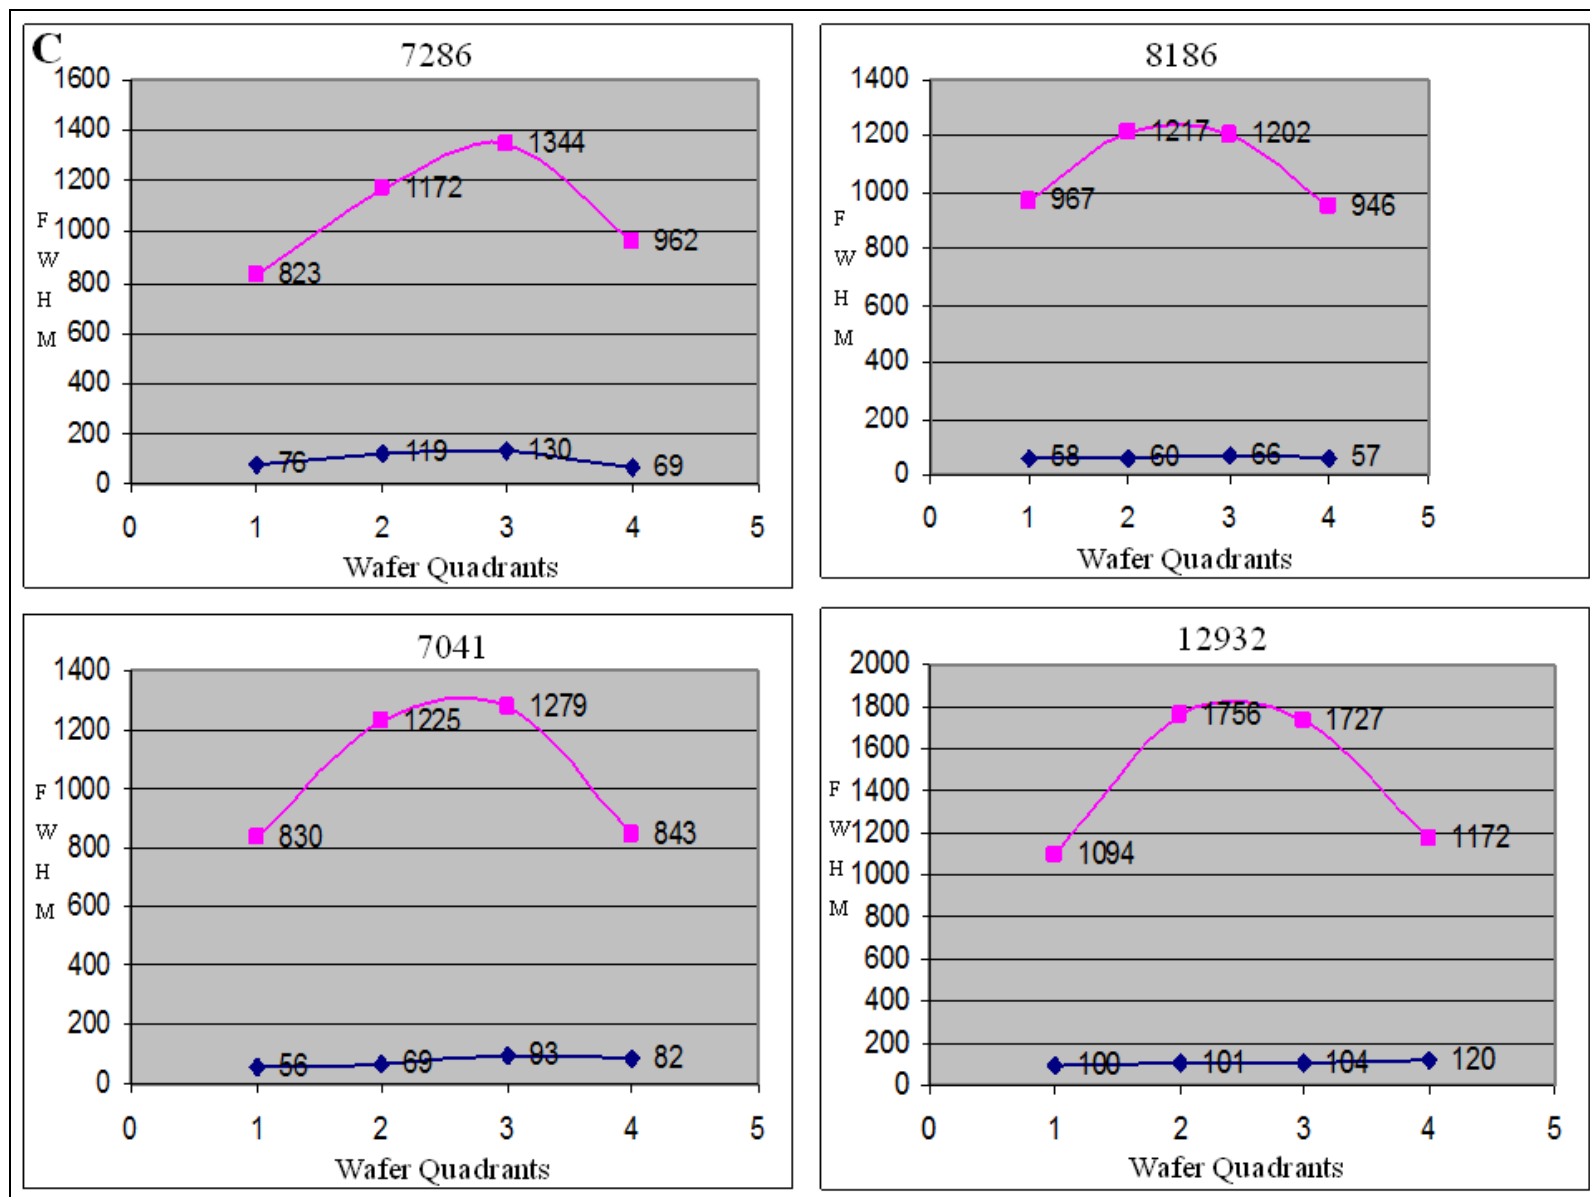 C
7286
1600
1400
1200
1000
800
600
400
200
0
F
W
H
M
823
1172
1344
962
76
119
130
69
0 1 2 3 4 5
Wafer Quadrants
8186
1400
1200
1000
800
600
400
200
0
F
W
H
M
967
1217
1202
946
58
60
66
57
0 1 2 3 4 5
Wafer Quadrants
7041
1400
1200
1000
800
600
400
200
0
F
W
H
M
830
1225
1279
843
56
69
93
82
0 1 2 3 4 5
Wafer Quadrants
12932
2000
1800
1600
1400
1200
1000
800
600
400
200
0
F
W
H
M
1094
1756
1727
1172
100
101
104
120
0 1 2 3 4 5
Wafer Quadrants